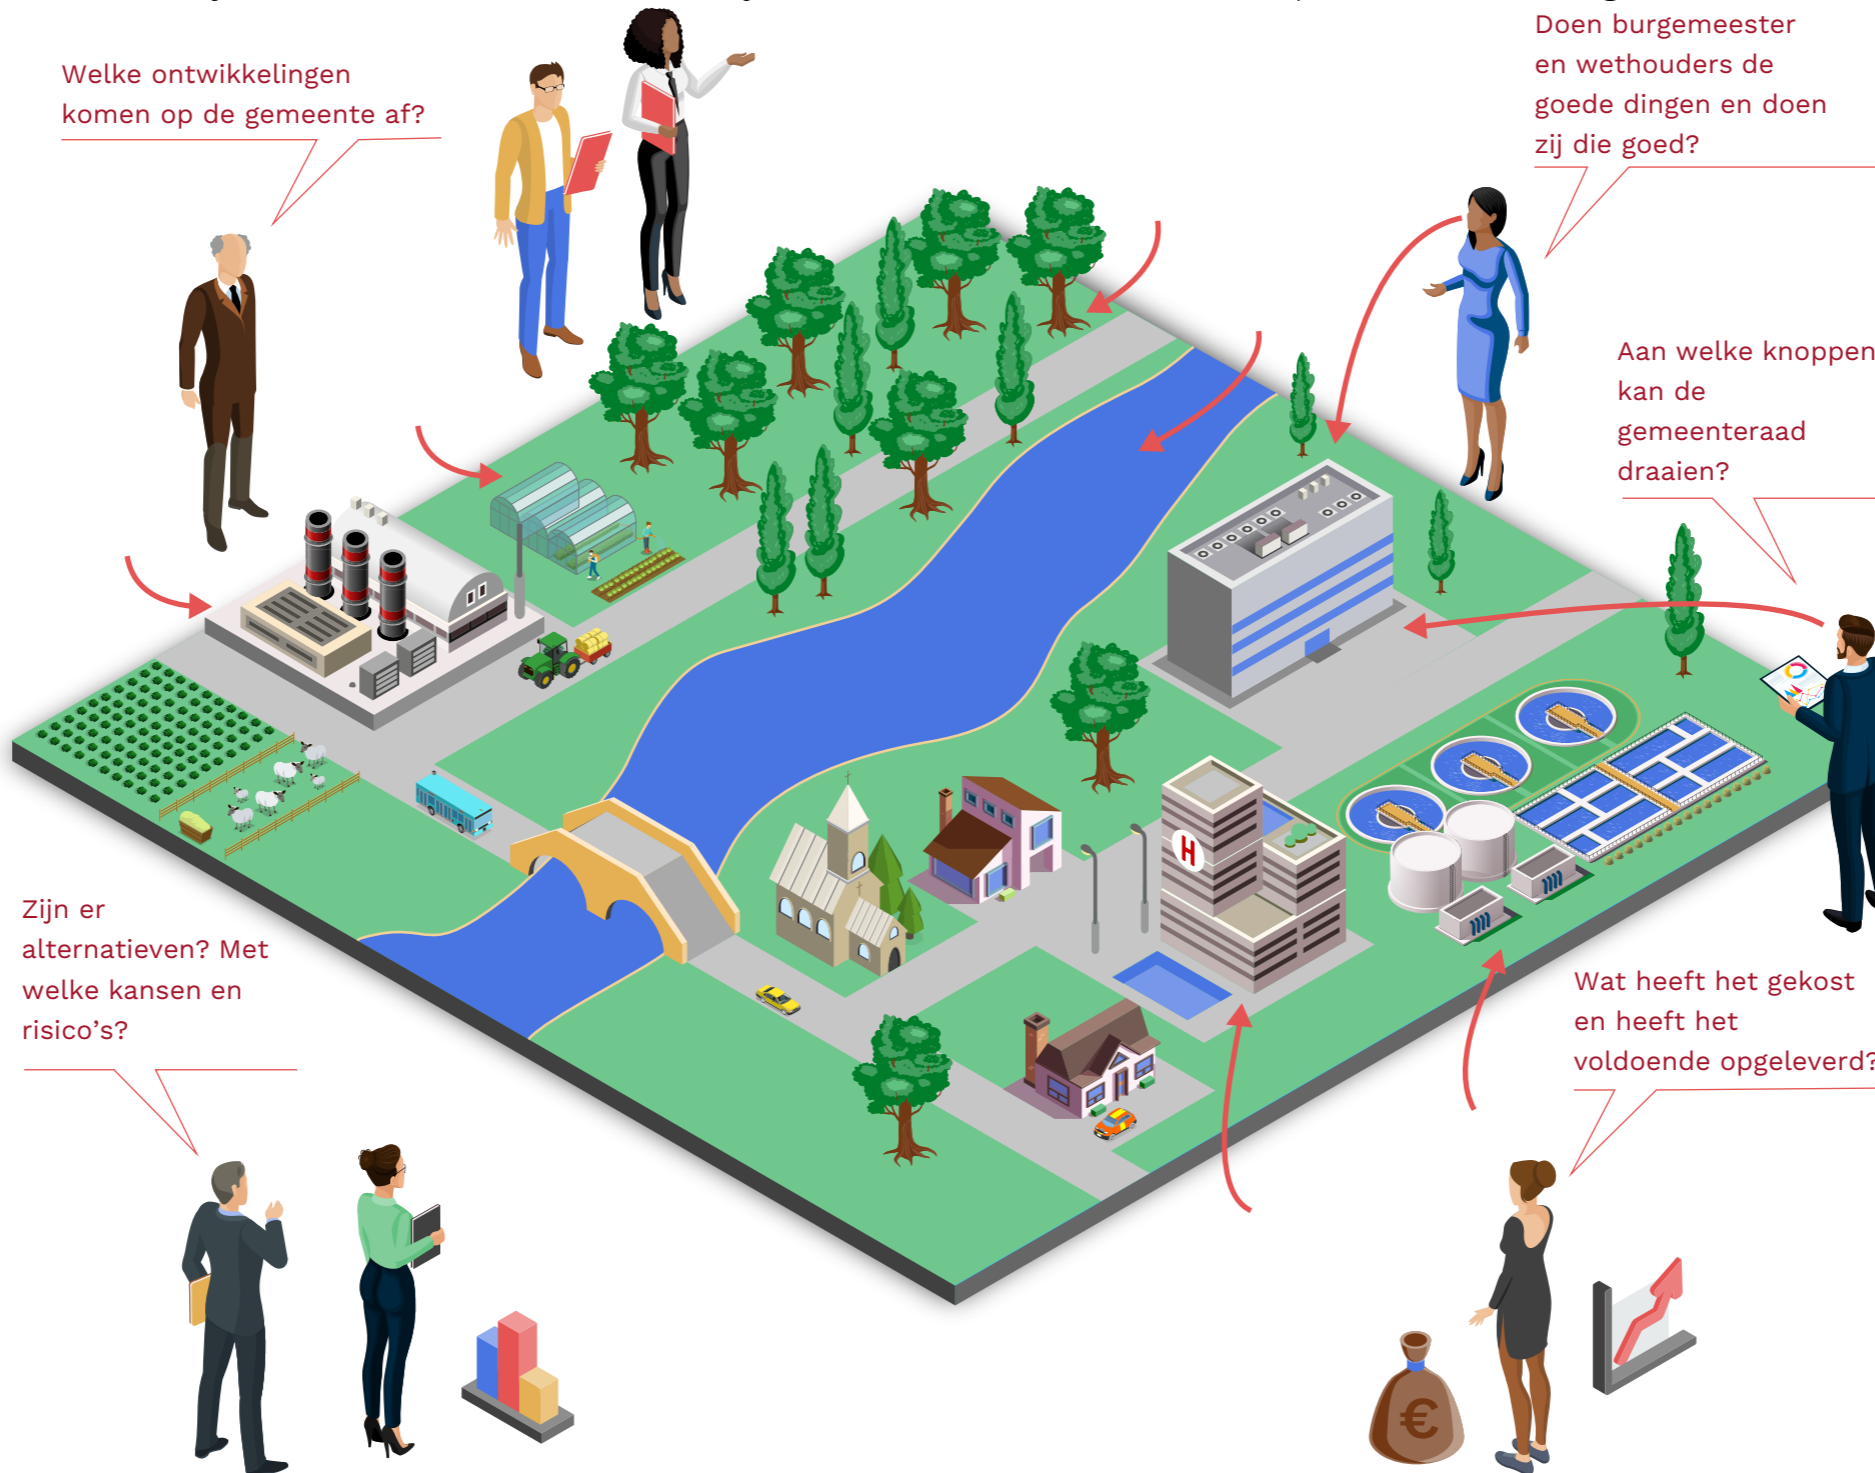 Welke ontwikkelingen
komen op de gemeente af?
Doen burgemeester
en wethouders de
goede dingen en doen
zij die goed?
Aan welke knoppen
kan de
gemeenteraad
draaien?
Zijn er
alternatieven? Met
welke kansen en
risico's?
Wat heeft het gekost
en heeft het
voldoende opgeleverd?
H
€